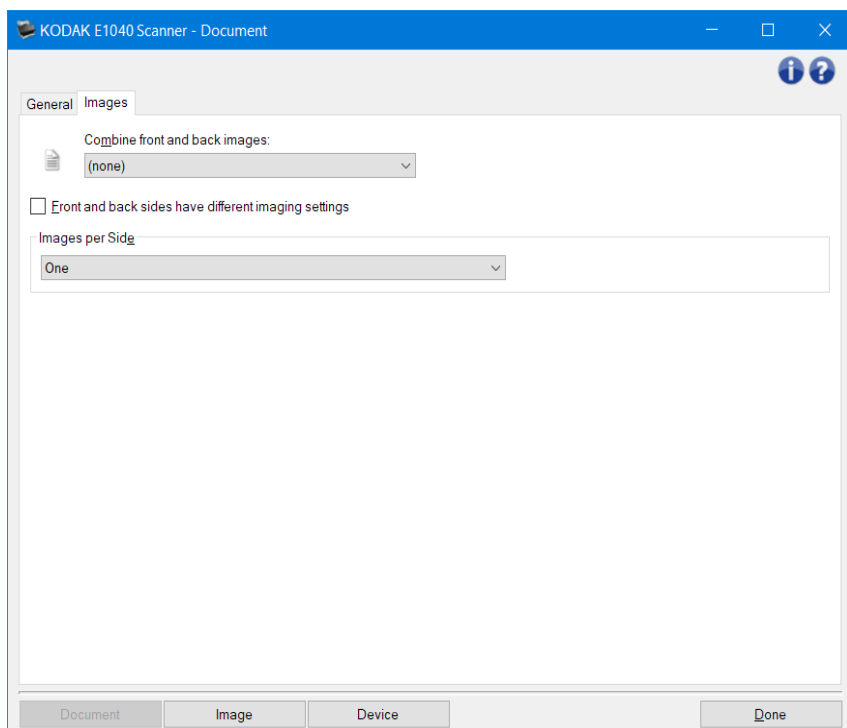 KODAK E1040 Scanner - Document
General Images
Combine front and back images:
(none)
Front and back sides have different imaging settings
Images per Side
One
Document Image Device Done